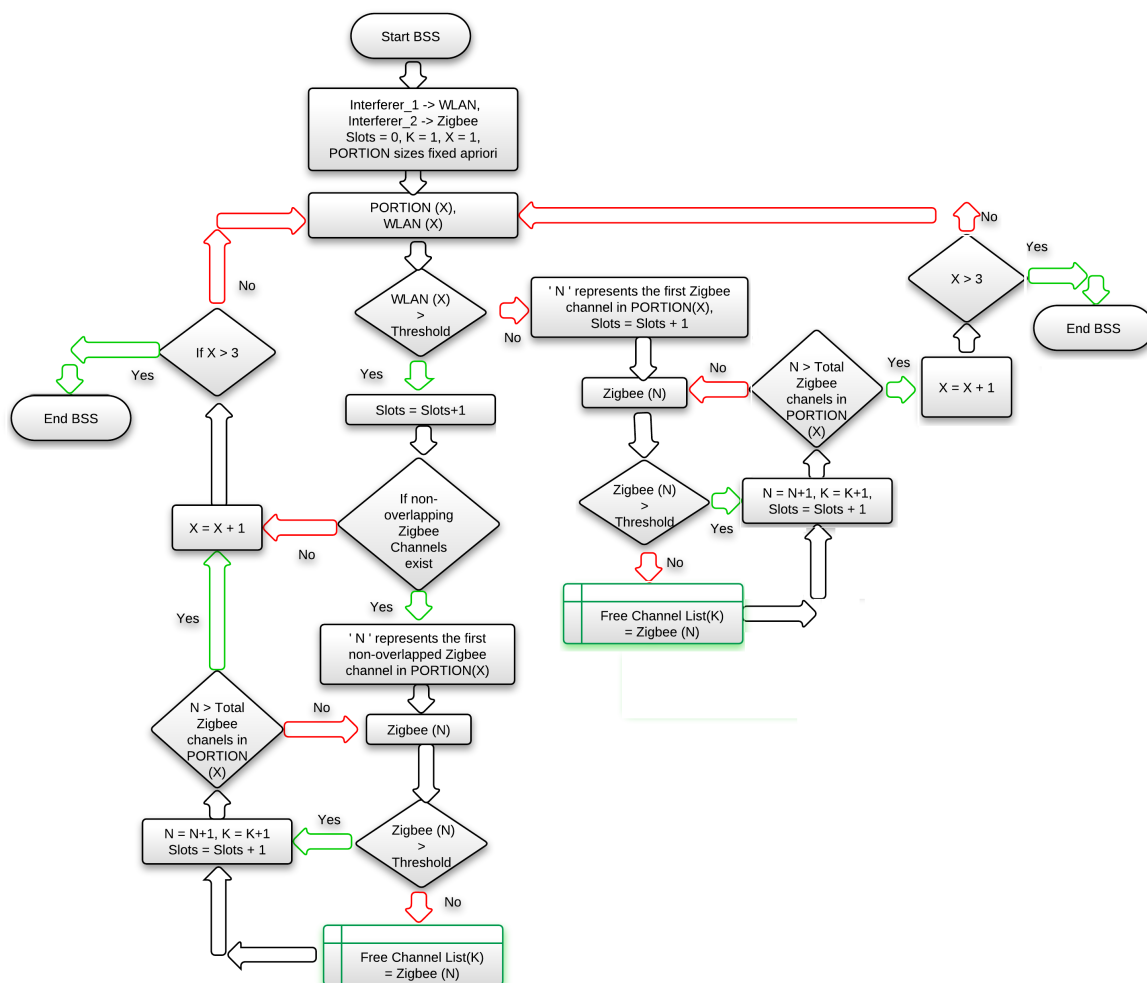 Start BSS
Interferer_1 -> WLAN,
Interferer_2 -> Zigbee
Slots = 0, K = 1, X = 1,
PORTION sizes fixed apriori
PORTION (X),
WLAN (X)
WLAN (X)
>
Threshold
No
' N ' represents the first Zigbee
channel in PORTION(X),
Slots = Slots + 1
Zigbee (N)
Zigbee (N)
>
Threshold
Yes
No
Free Channel List(K)
= Zigbee (N)
N = N+1, K = K+1,
Slots = Slots + 1
N > Total
Zigbee
chanels in
PORTION
(X)
No
Yes
X = X + 1
X > 3
No
Yes
End BSS
Yes
Slots = Slots+1
If
non-
overlapping
Zigbee
Channels
exist
No
Yes
X = X + 1
If X > 3
No
Yes
End BSS
' N ' represents the first
non-overlapped Zigbee
channel in PORTION(X)
Zigbee (N)
Zigbee (N)
>
Threshold
Yes
No
Free Channel List(K)
= Zigbee (N)
N = N+1, K = K+1
Slots = Slots + 1
N > Total
Zigbee
chanels in
PORTION
(X)
No
Yes